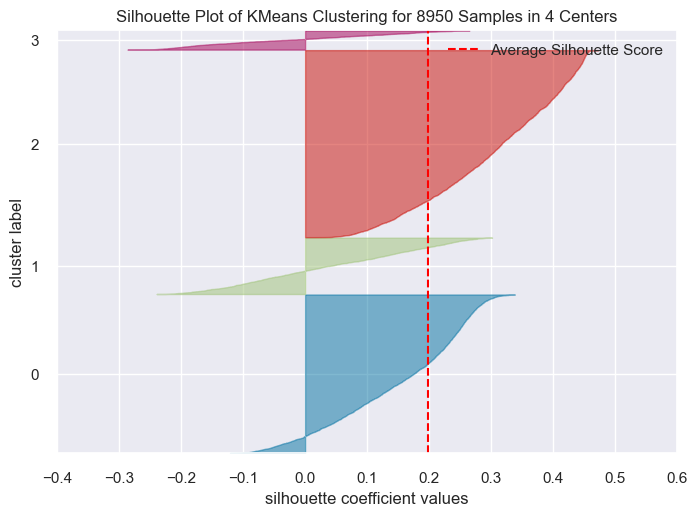 Silhouette Plot of KMeans Clustering for 8950 Samples in 4 Centers
Average Silhouette Score
cluster label
3
2
1
0
−0.4 −0.3 −0.2 −0.1 0.0 0.1 0.2 0.3 0.4 0.5 0.6
silhouette coefficient values